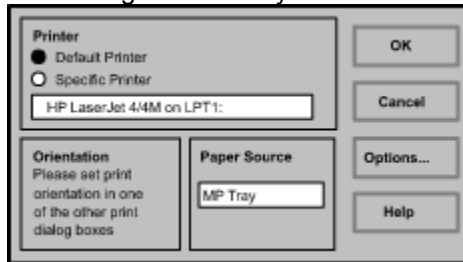 Printer
Default Printer
Specific Printer
HP LaserJet 4/4M on LPT1:
OK
Cancel
Orientation
Please set print
orientation in one
of the other print
dialog boxes
Paper Source
MP Tray
Options...
Help